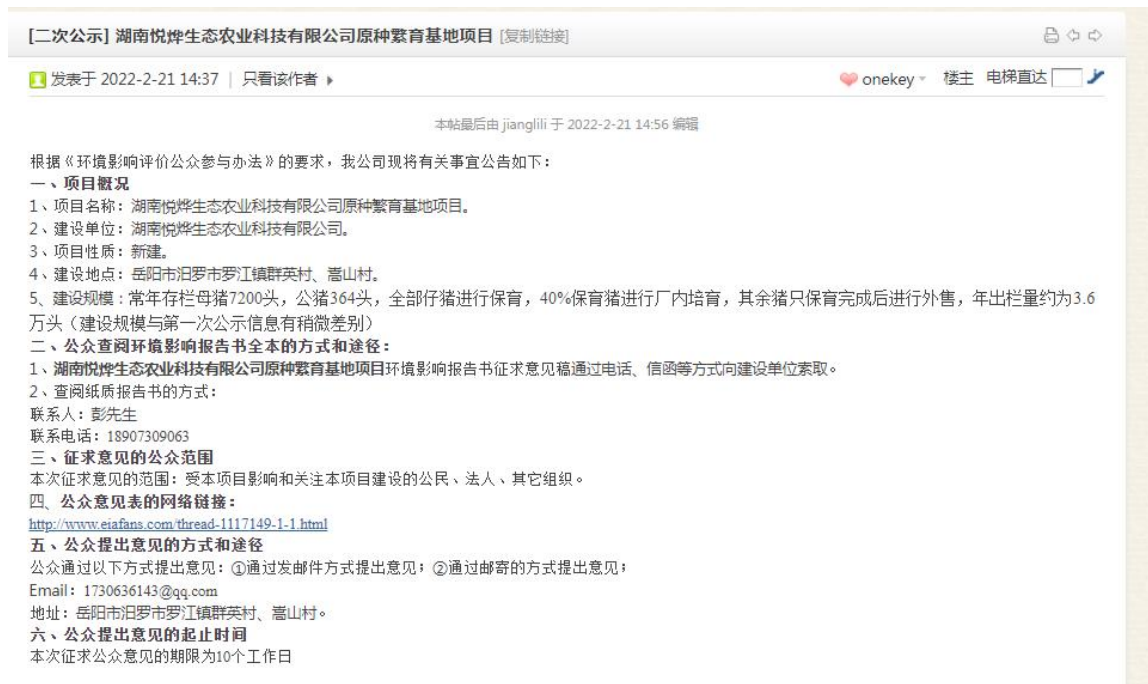 [二次公示] 湖南悦烨生态农业科技有限公司原种繁育基地项目 [复制链接]
发表于 2022-2-21 14:37 | 只看该作者
onekey 楼主 电梯直达
本帖最后由 jianglili 于 2022-2-21 14:56 编辑
根据《环境影响评价公众参与办法》的要求，我公司现将有关事宜公告如下：
一、项目概况
1、项目名称：湖南悦烨生态农业科技有限公司原种繁育基地项目。
2、建设单位：湖南悦烨生态农业科技有限公司。
3、项目性质：新建。
4、建设地点：岳阳市汨罗市罗江镇群英村、嵩山村。
5、建设规模：常年存栏母猪7200头，公猪364头，全部仔猪进行保育，40%保育猪进行厂内培育，其余猪只保育完成后进行外售，年出栏量约为3.6
万头（建设规模与第一次公示信息有稍微差别）
二、公众查阅环境影响报告书全本的方式和途径：
1、湖南悦烨生态农业科技有限公司原种繁育基地项目环境影响报告书征求意见稿通过电话、信函等方式向建设单位索取。
2、查阅纸质报告书的方式：
联系人：彭先生
联系电话：18907309063
三、征求意见的公众范围
本次征求意见的范围：受本项目影响和关注本项目建设的公民、法人、其它组织。
四、公众意见表的网络链接：
http://www.eiafans.com/thread-1117149-1-1.html
五、公众提出意见的方式和途径
公众通过以下方式提出意见：①通过发邮件方式提出意见；②通过邮寄的方式提出意见；
Email：1730636143@qq.com
地址：岳阳市汨罗市罗江镇群英村、嵩山村。
六、公众提出意见的起止时间
本次征求公众意见的期限为10个工作日